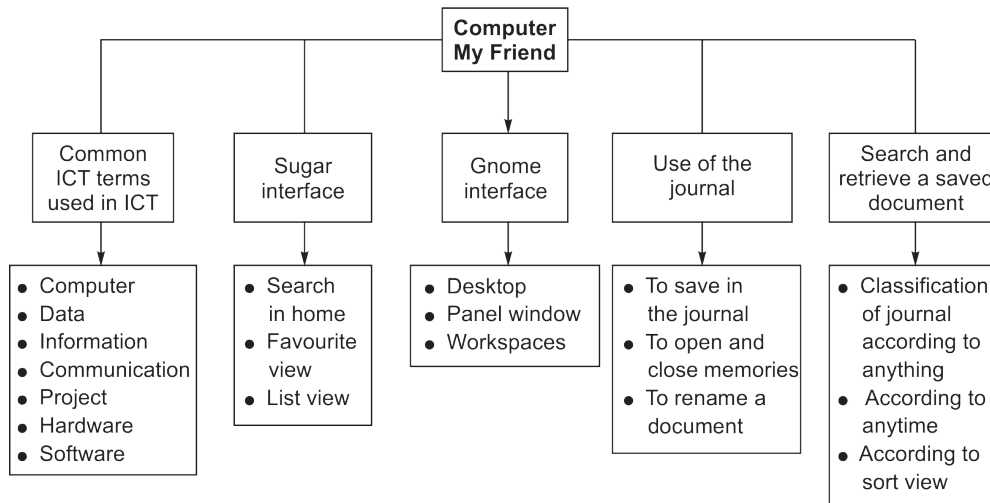 Computer
My Friend
Common
ICT terms
used in ICT
Sugar
interface
Gnome
interface
Use of the
journal
Search and
retrieve a saved
document
● Computer
● Data
● Information
● Communication
● Project
● Hardware
● Software
● Search
in home
● Favourite
view
● List view
● Desktop
● Panel window
● Workspaces
● To save in
the journal
● To open and
close memories
● To rename a
document
● Classification
of journal
according to
anything
● According to
anytime
● According to
sort view